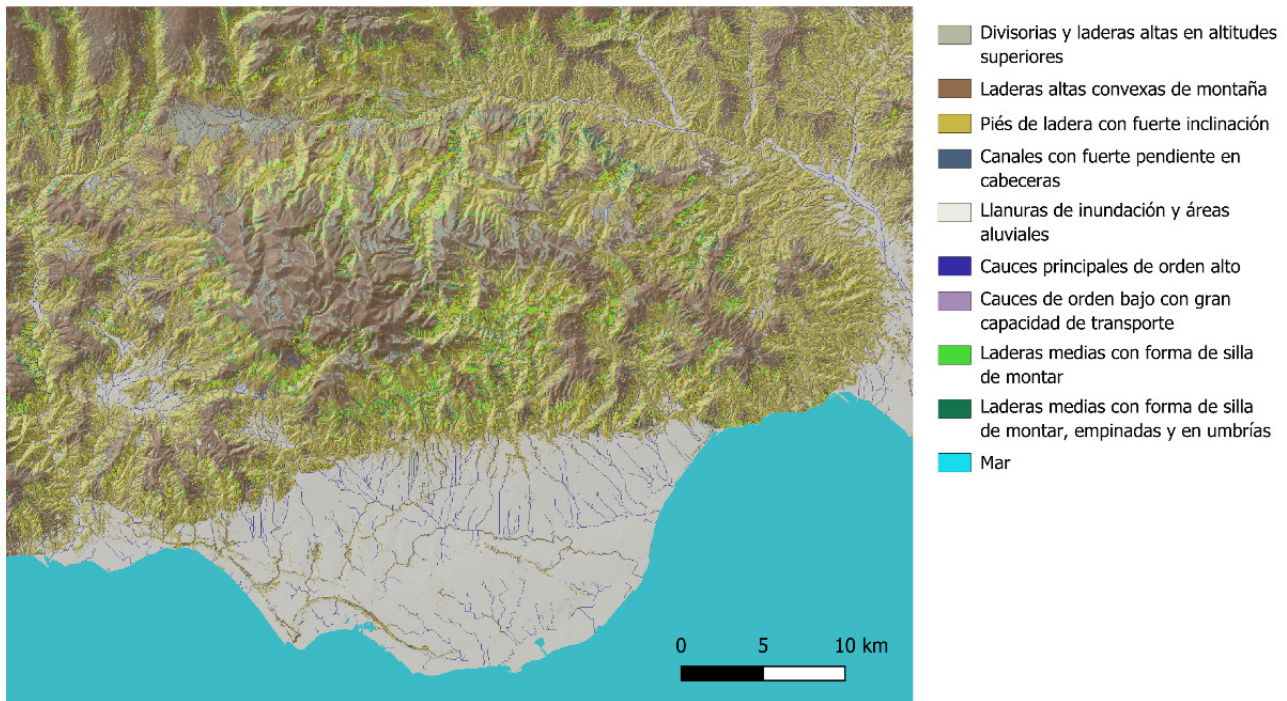 Divisorias y laderas altas en altitudes
superiores
Laderas altas convexas de montaña
Piés de ladera con fuerte inclinación
Canales con fuerte pendiente en
cabeceras
Llanuras de inundación y áreas
aluviales
Cauces principales de orden alto
Cauces de orden bajo con gran
capacidad de transporte
Laderas medias con forma de silla
de montar
Laderas medias con forma de silla
de montar, empinadas y en umbrías
Mar
0 5 10 km